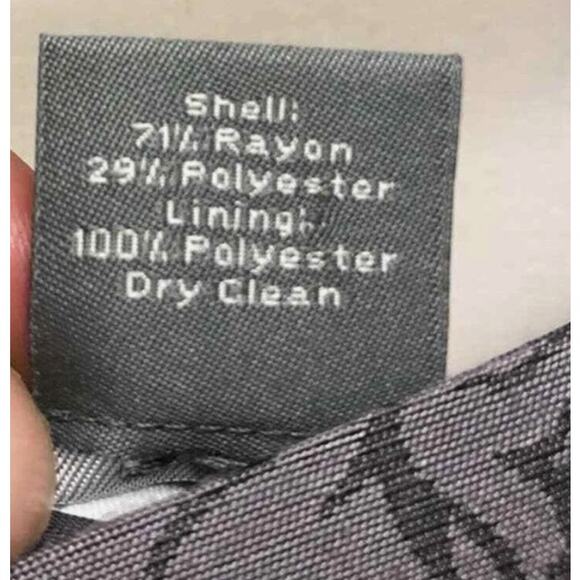 Shell:
71% Rayon
29% Polyester
Lining:
100% Polyester
Dry Clean